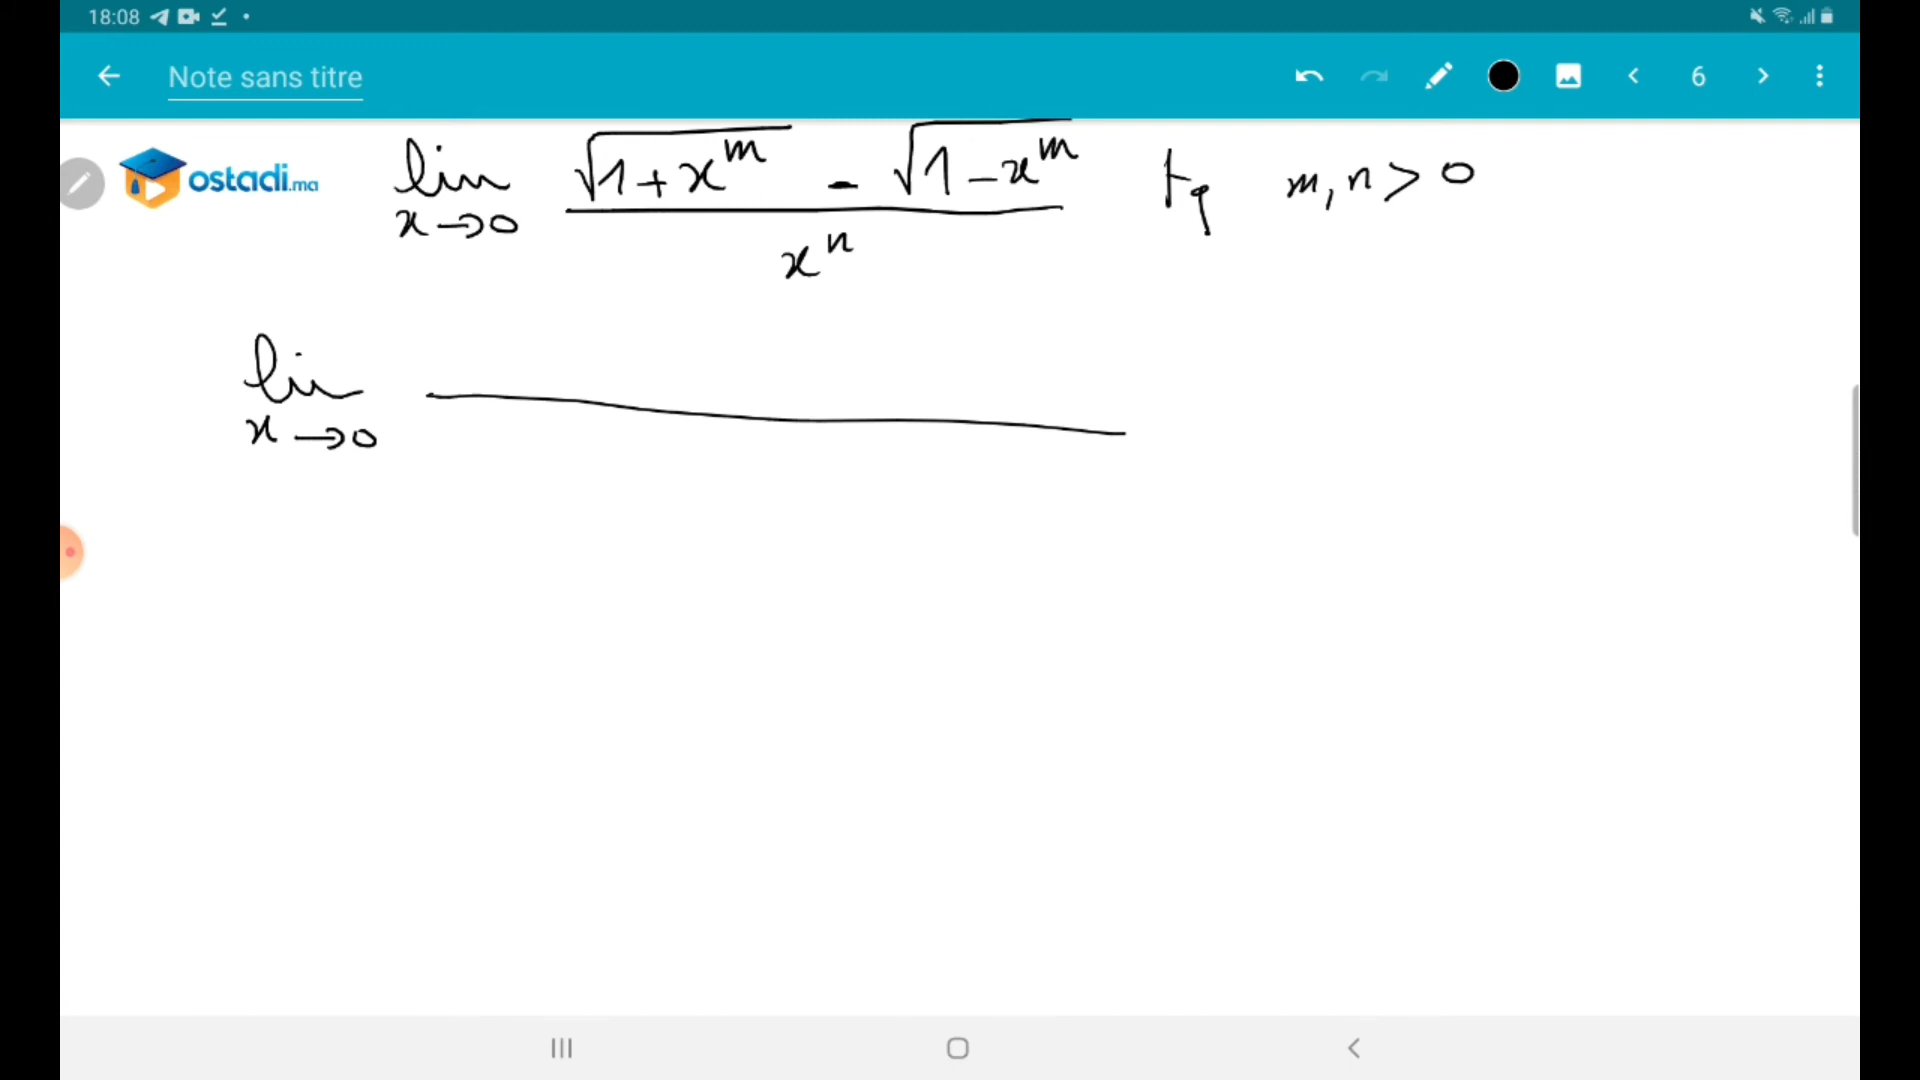 18:08
Note sans titre
6
ostadi.ma
lim x→0 (√(1+x^m) - √(1-x^m)) / x^n tq m,n > 0
lim x→0